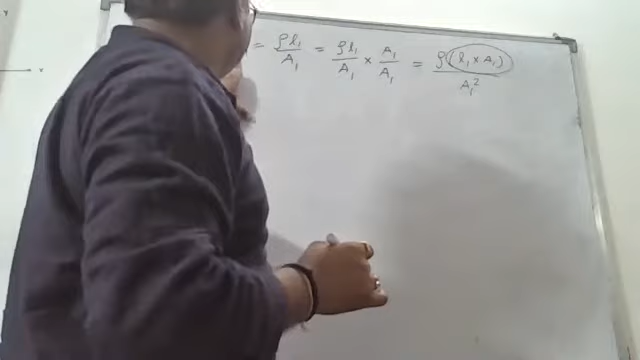 = ρl₁/A₁ = ρl₁/A₁ × A₁/A₁ = ρ(l₁ × A₁)/A₁²